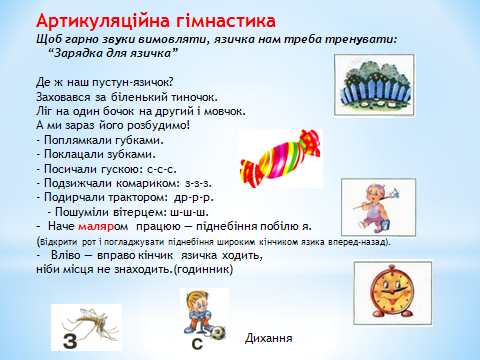 Артикуляційна гімнастика
Щоб гарно звуки вимовляти, язичка нам треба тренувати:
“Зарядка для язичка”
Де ж наш пустун-язичок?
Заховався за біленький тиночок.
Ліг на один бочок на другий і мовчок.
А ми зараз його розбудимо!
- Поплямкали губками.
- Поклацали зубками.
- Посичали гускою: с-с-с.
- Подзижчали комариком: з-з-з.
- Подирчали трактором: др-р-р.
- Пошуміли вітерцем: ш-ш-ш.
- Наче маляром працюю — піднебіння побілю я.
(Відкрити рот і погладжувати піднебіння широким кінчиком язика вперед-назад).
- Вліво — вправо кінчик язичка ходить,
ніби місця не знаходить.(годинник)
З
С
Дихання